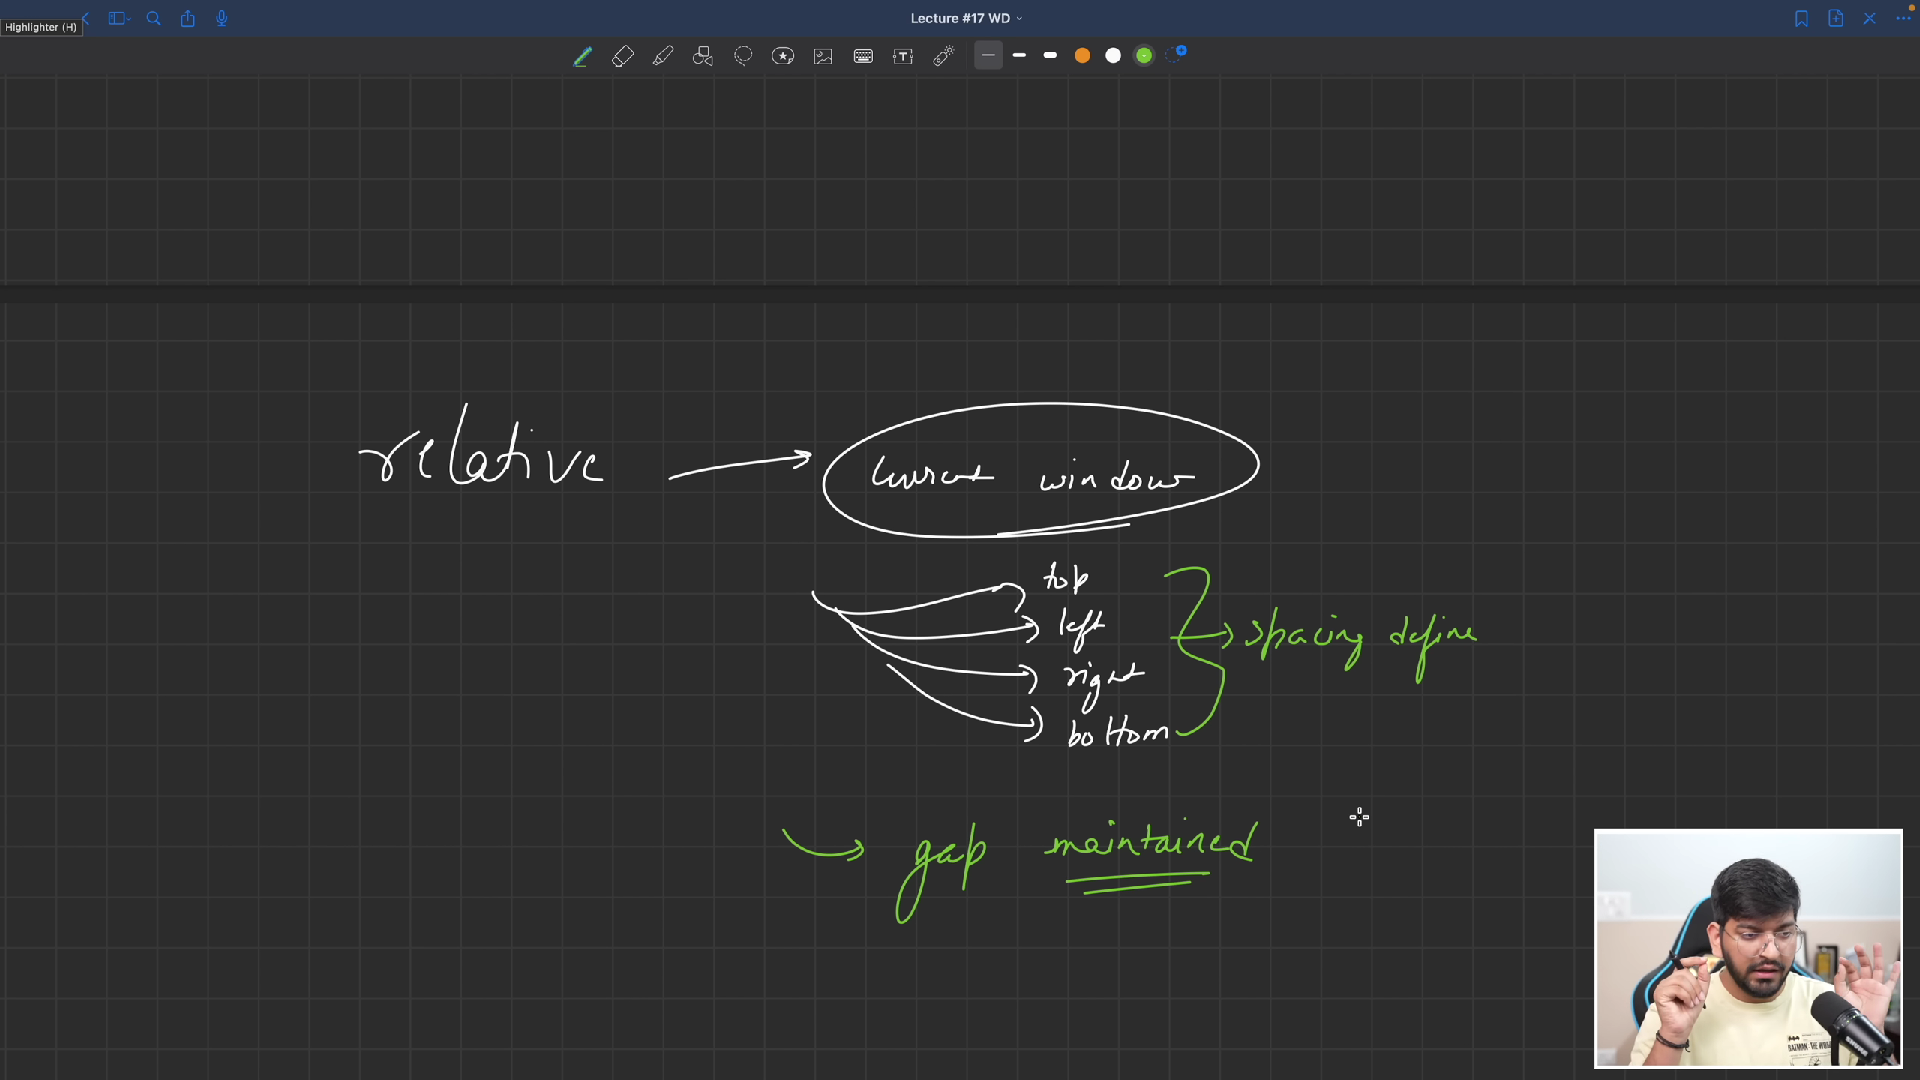 Lecture #17 WD
Highlighter (H)
relative
current window
top
left
right
bottom
spacing define
gap maintained